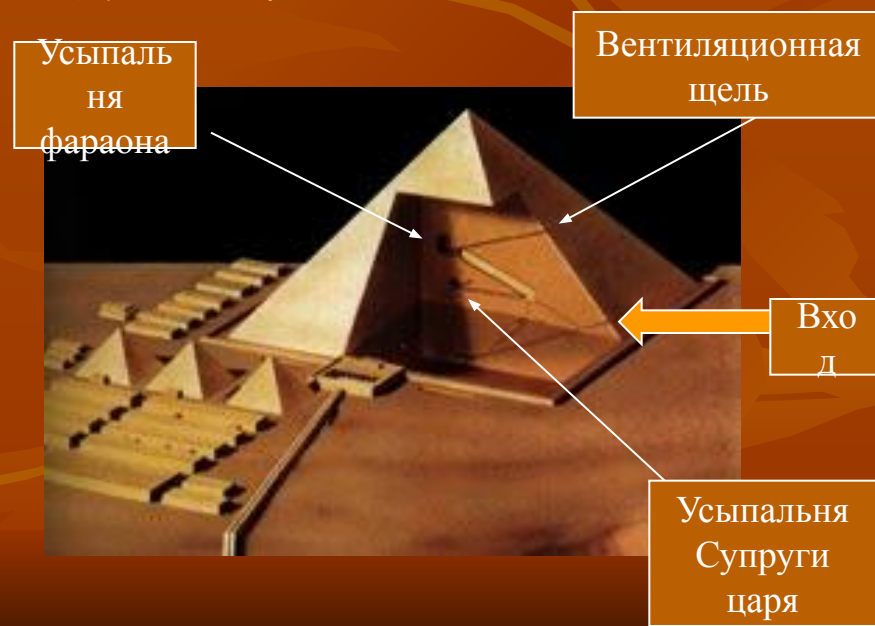 Усыпаль
ня
фараона
Вентиляционная
щель
Вхо
д
Усыпальня
Супруги
царя